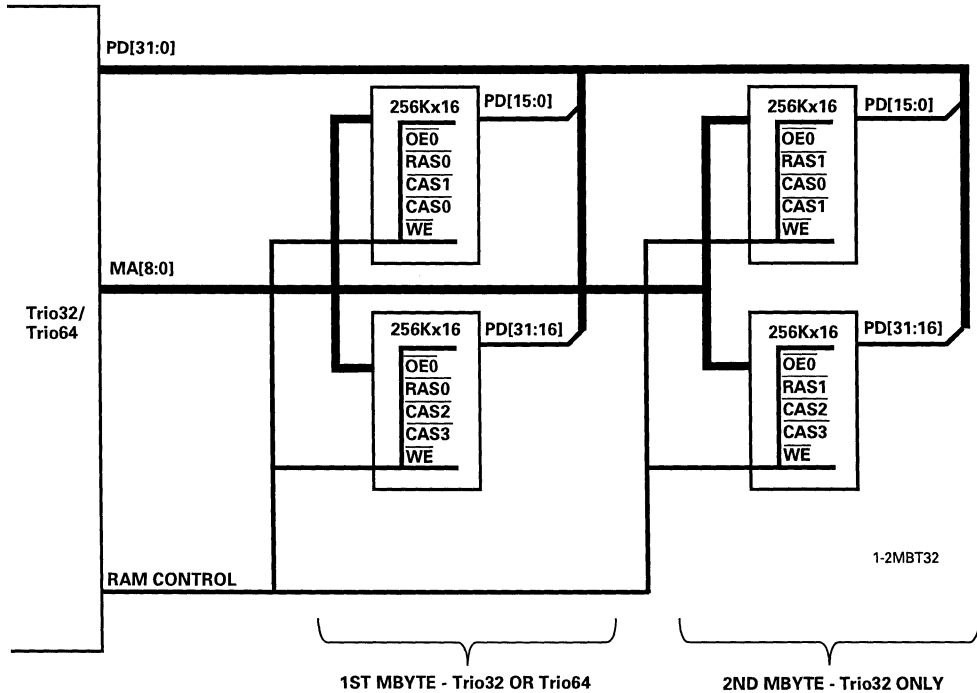 PD[31:0]
256Kx16
PD[15:0]
OE0
RAS0
CAS1
CAS0
WE
256Kx16
PD[15:0]
OE0
RAS1
CAS0
CAS1
WE
MA[8:0]
Trio32/
Trio64
256Kx16
PD[31:16]
OE0
RAS0
CAS2
CAS3
WE
256Kx16
PD[31:16]
OE0
RAS1
CAS2
CAS3
WE
1-2MBT32
RAM CONTROL
1ST MBYTE - Trio32 OR Trio64
2ND MBYTE - Trio32 ONLY